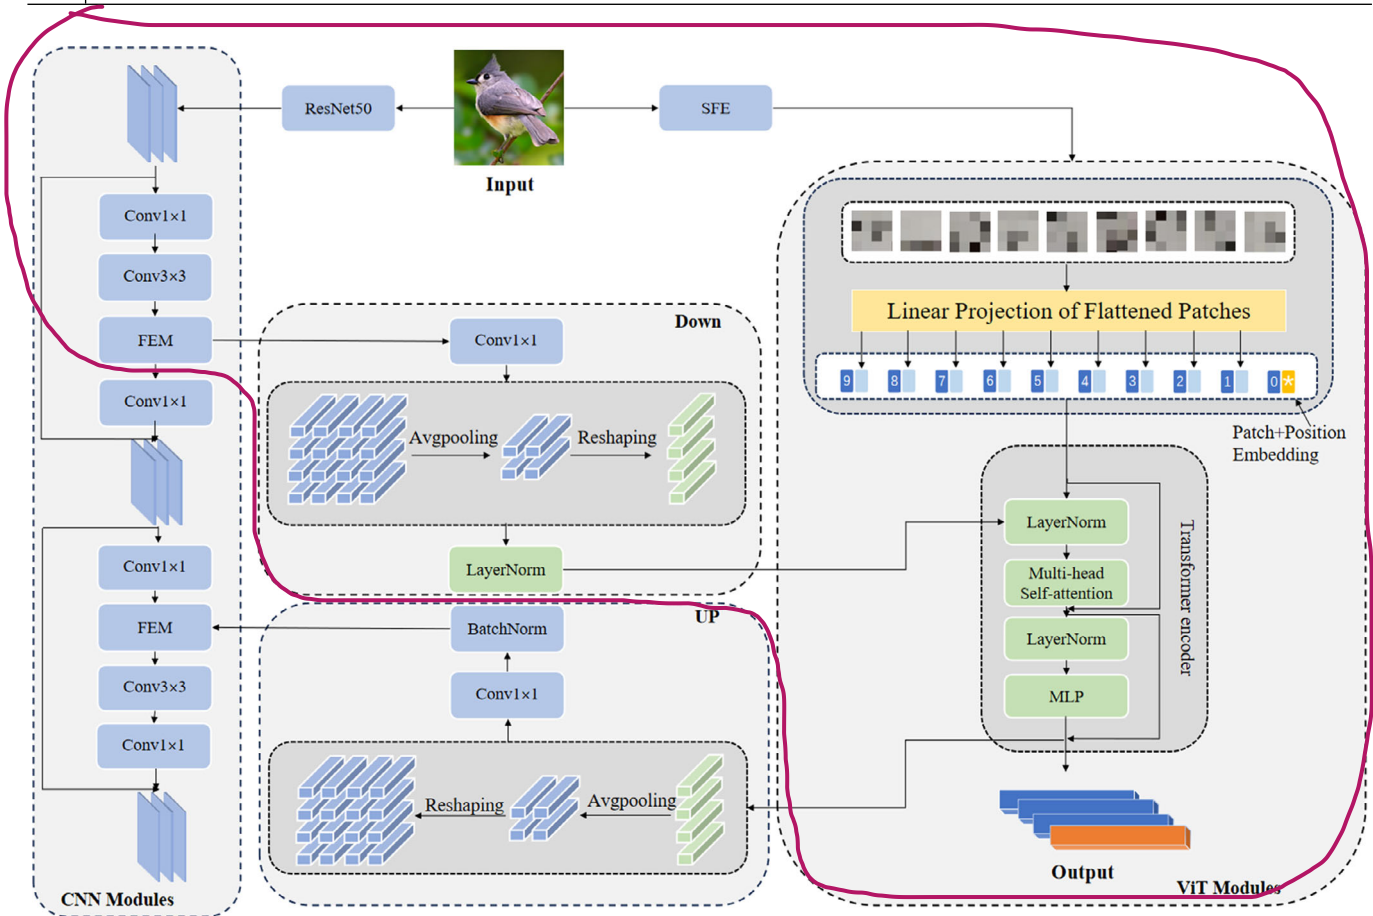 ResNet50
SFE
Input
Conv1×1
Conv3×3
FEM
Conv1×1
Down
Conv1×1
Avgpooling
Reshaping
LayerNorm
Linear Projection of Flattened Patches
9 8 7 6 5 4 3 2 1 0 *
Patch+Position
Embedding
LayerNorm
Multi-head
Self-attention
LayerNorm
MLP
Transformer encoder
Conv1×1
FEM
Conv3×3
Conv1×1
UP
BatchNorm
Conv1×1
Reshaping
Avgpooling
Output
CNN Modules
ViT Modules